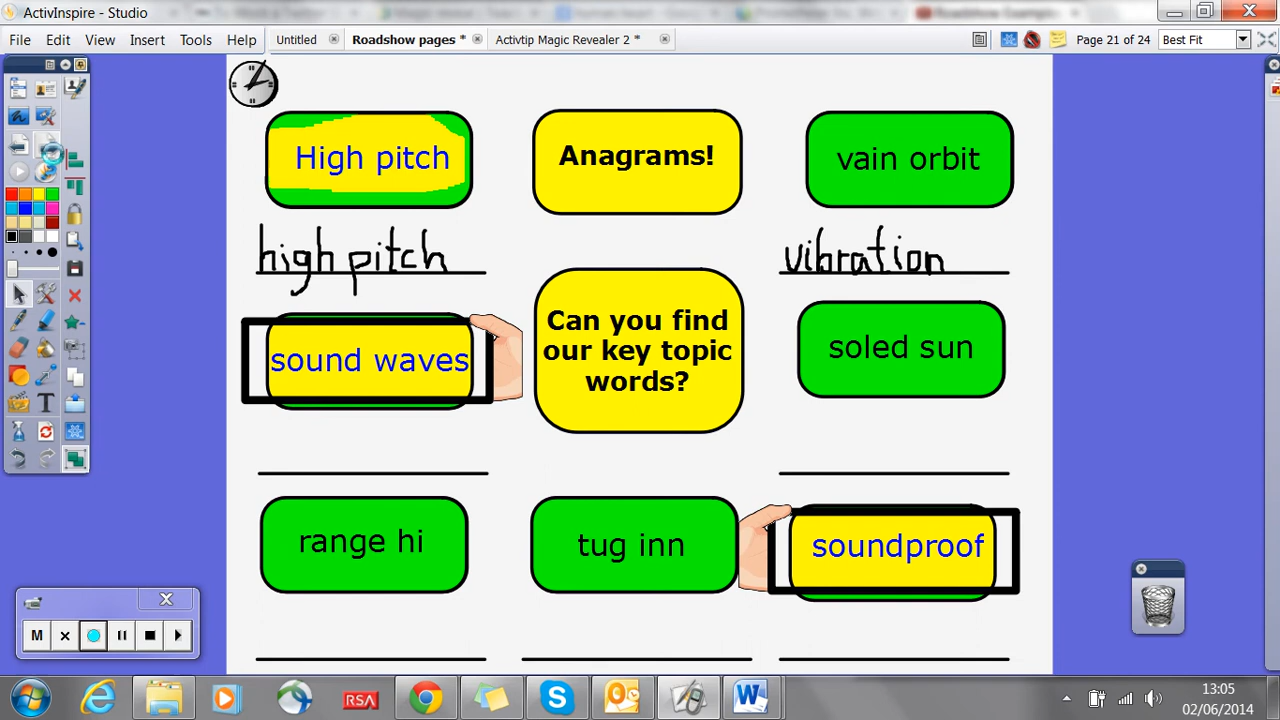 ActivInspire - Studio
File Edit View Insert Tools Help
Untitled
Roadshow pages *
Activtip Magic Revealer 2 *
Page 21 of 24
Best Fit
High pitch
Anagrams!
vain orbit
high pitch
vibration
sound waves
Can you find
our key topic
words?
soled sun
range hi
tug inn
soundproof
M
RSA
13:05
02/06/2014